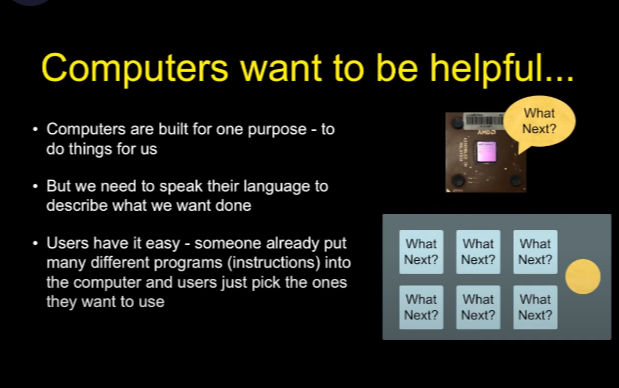 Computers want to be helpful...
• Computers are built for one purpose - to
do things for us
• But we need to speak their language to
describe what we want done
• Users have it easy - someone already put
many different programs (instructions) into
the computer and users just pick the ones
they want to use
What
Next?
AMD
What
Next?
What
Next?
What
Next?
What
Next?
What
Next?
What
Next?